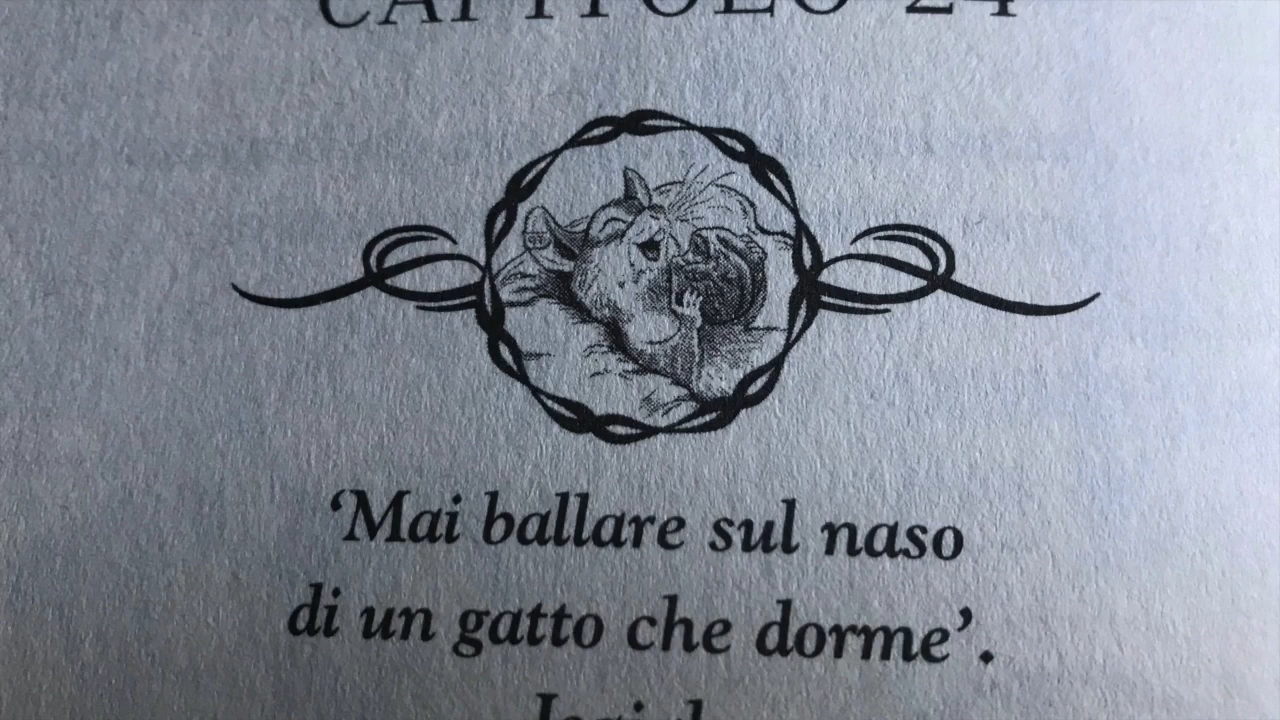 CAPITOLO 24
‘Mai ballare sul naso
di un gatto che dorme’.